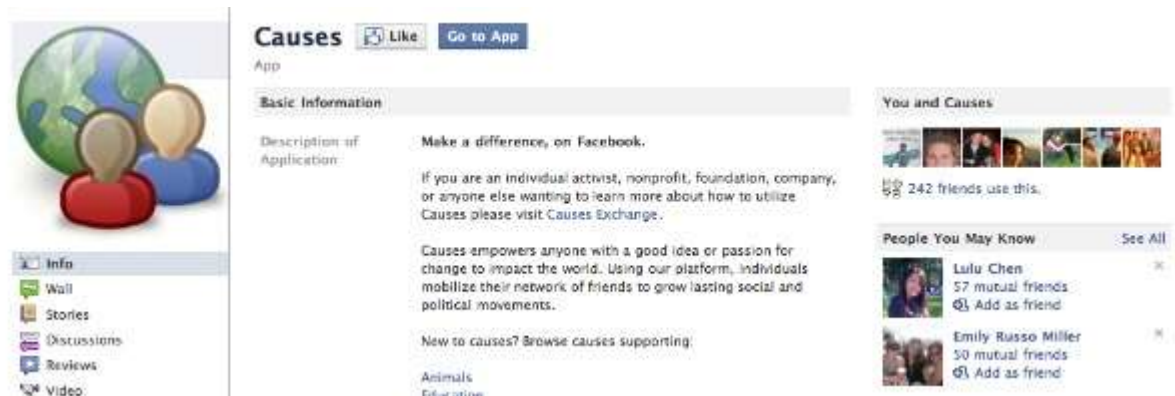 Causes Like Go to App
App
Info
Wall
Stories
Discussions
Reviews
Video
Basic Information
Description of
Application
Make a difference, on Facebook.
If you are an individual activist, nonprofit, foundation, company,
or anyone else wanting to learn more about how to utilize
Causes please visit Causes Exchange.
Causes empowers anyone with a good idea or passion for
change to impact the world. Using our platform, individuals
mobilize their network of friends to grow lasting social and
political movements.
New to causes? Browse causes supporting:
Animals
Education
You and Causes
242 friends use this.
People You May Know See All
Lulu Chen
57 mutual friends
Add as friend
Emily Russo Miller
50 mutual friends
Add as friend